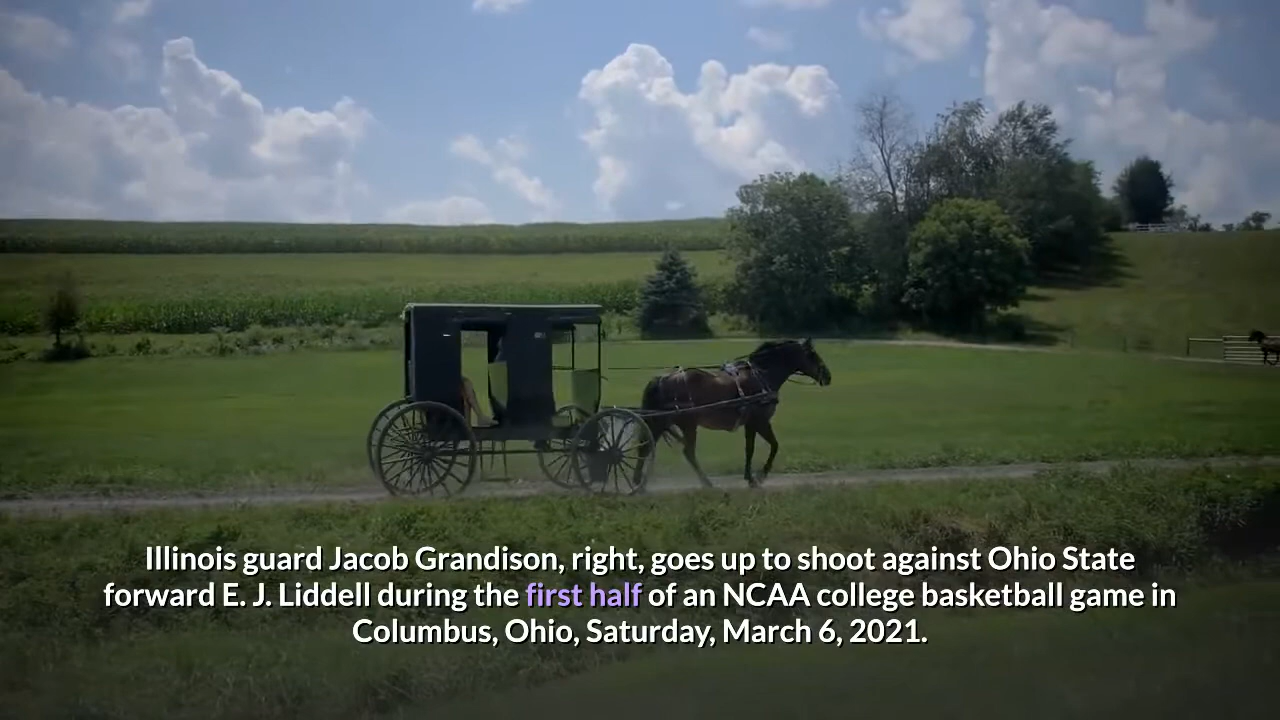 Illinois guard Jacob Grandison, right, goes up to shoot against Ohio State
forward E. J. Liddell during the first half of an NCAA college basketball game in
Columbus, Ohio, Saturday, March 6, 2021.